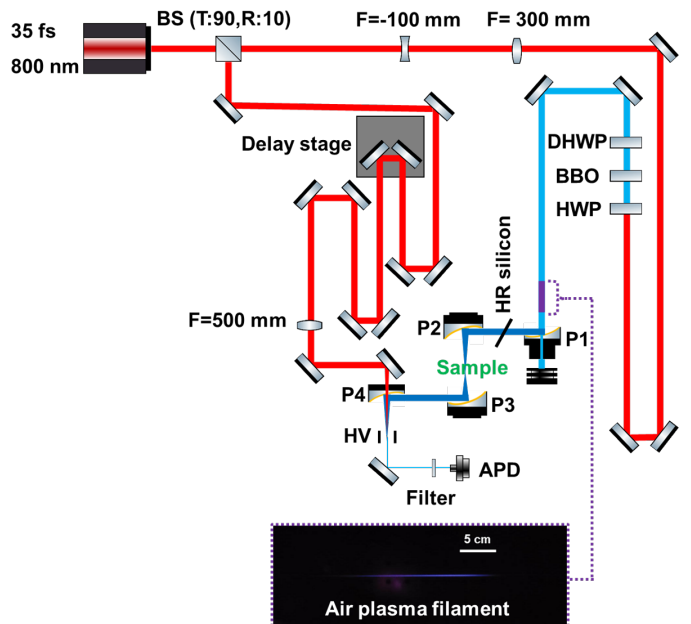 35 fs
800 nm
BS (T:90,R:10)
F=-100 mm
F= 300 mm
Delay stage
DHWP
BBO
HWP
HR silicon
F=500 mm
P2
P1
Sample
P4
P3
HV
APD
Filter
5 cm
Air plasma filament